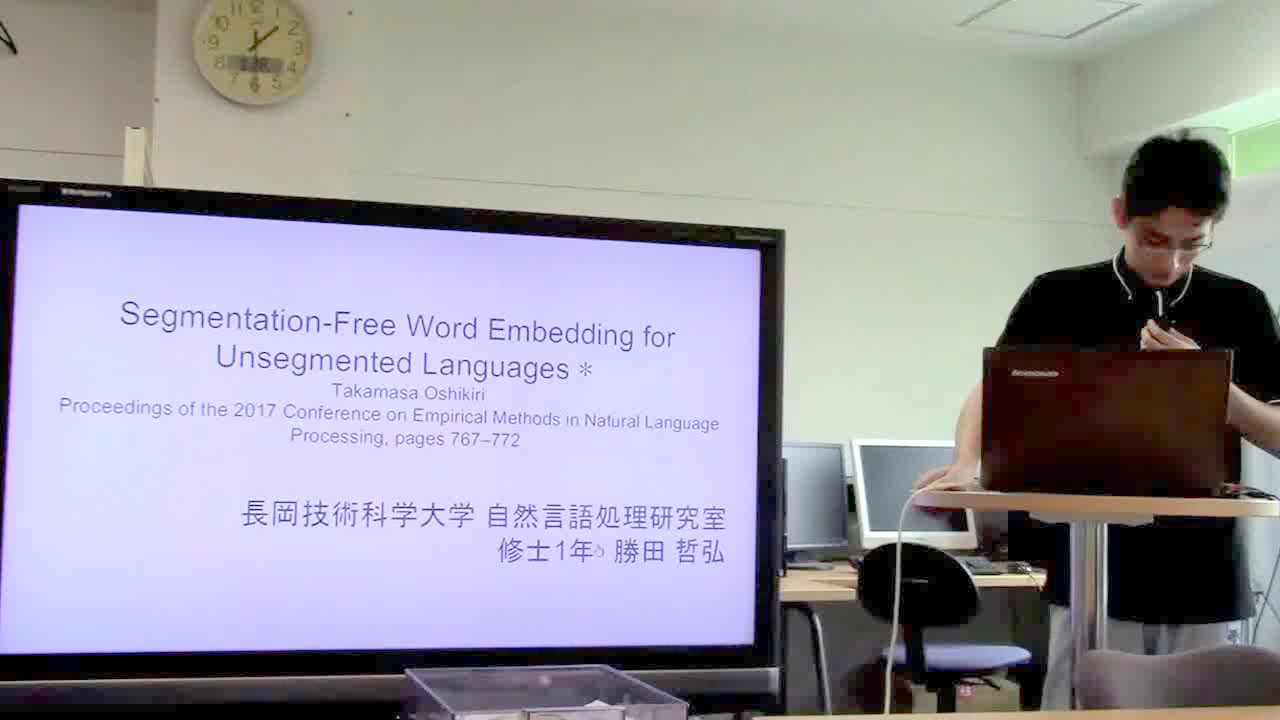 Segmentation-Free Word Embedding for
Unsegmented Languages *
Takamasa Oshikiri
Proceedings of the 2017 Conference on Empirical Methods in Natural Language
Processing, pages 767–772
長岡技術科学大学 自然言語処理研究室
修士1年 勝田 哲弘